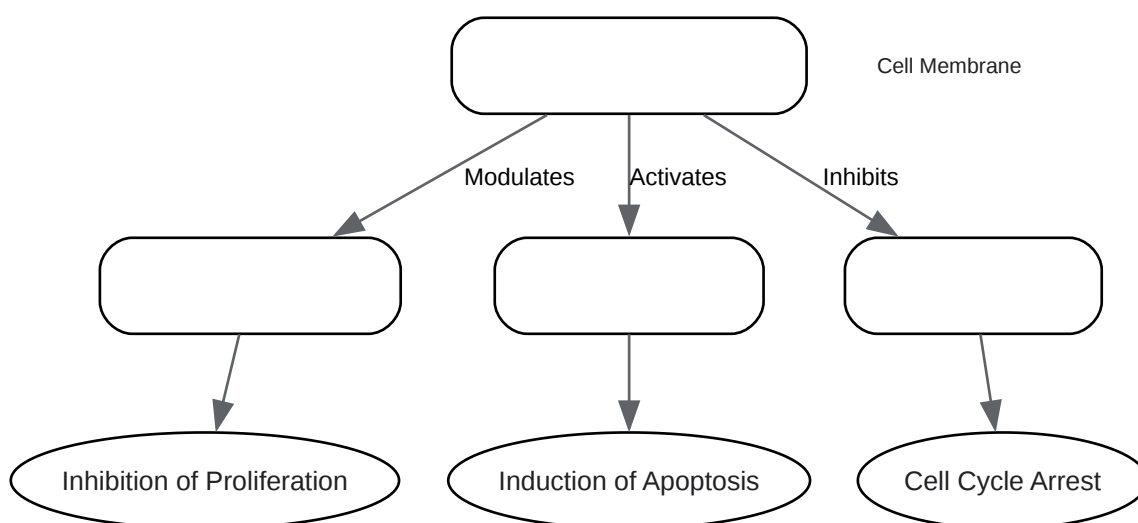 Cell Membrane
Modulates
Activates
Inhibits
Inhibition of Proliferation
Induction of Apoptosis
Cell Cycle Arrest